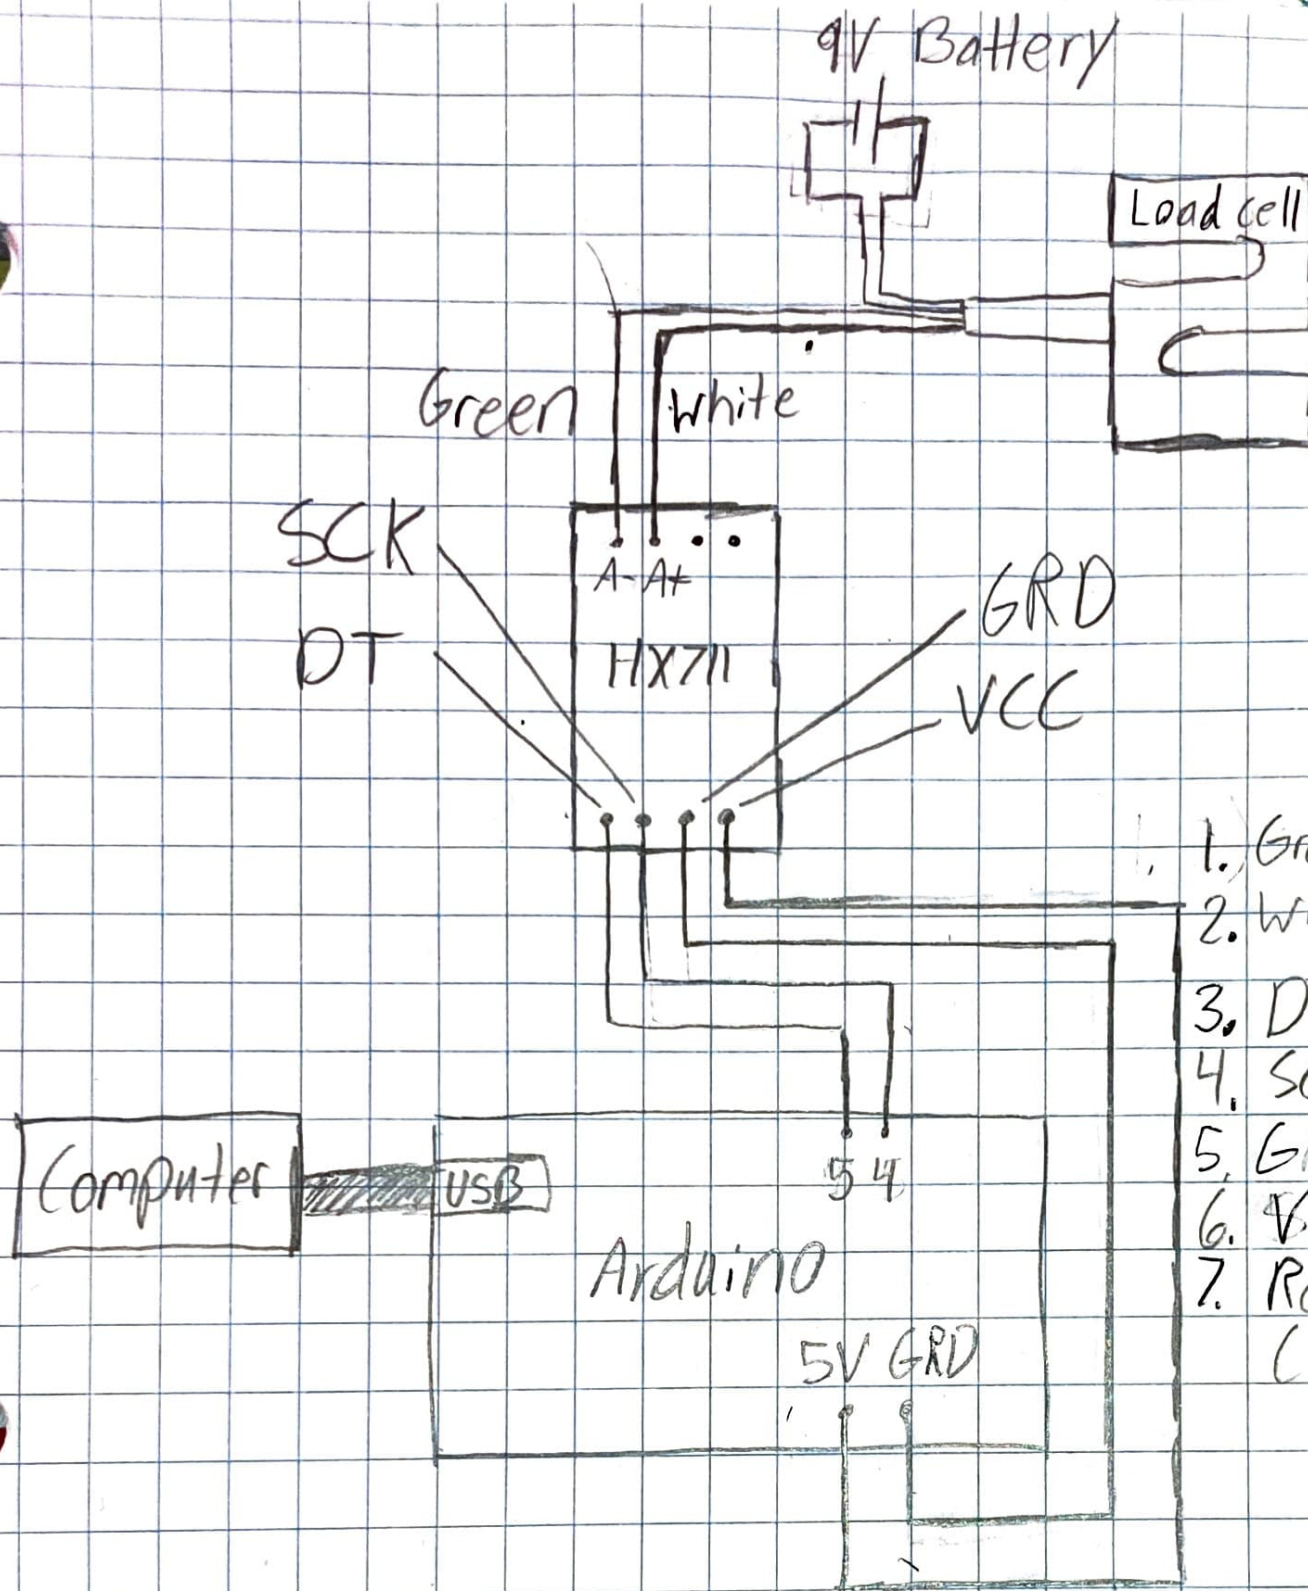 9V Battery
Load cell
Green
White
SCK
A- A+
GRD
DT
HX711
VCC
1.
2.
3.
4.
5.
6.
7.
Computer
USB
5 4
Arduino
5V GRD